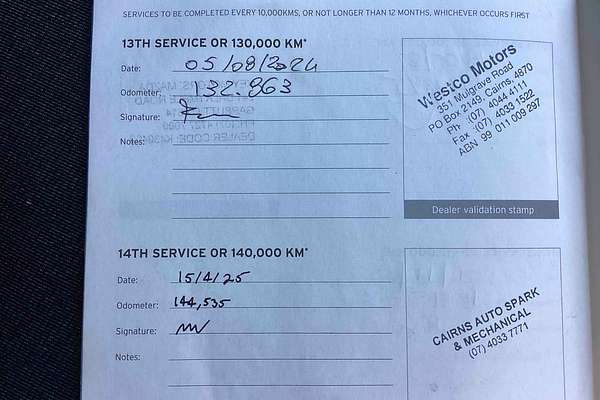 SERVICES TO BE COMPLETED EVERY 10,000KMS, OR NOT LONGER THAN 12 MONTHS, WHICHEVER OCCURS FIRST
13TH SERVICE OR 130,000 KM*
Date: 05/08/2024
Odometer: 132.863
Signature:
Notes:
Westco Motors
351 Mulgrave Road
PO Box 2149, Cairns, 4870
Ph (07) 4044 4111
Fax (07) 4033 1522
ABN 99 011 009 297
Dealer validation stamp
14TH SERVICE OR 140,000 KM*
Date: 15/4/25
Odometer: 144,535
Signature:
Notes:
CAIRNS AUTO SPARK
& MECHANICAL
(07) 4033 7771